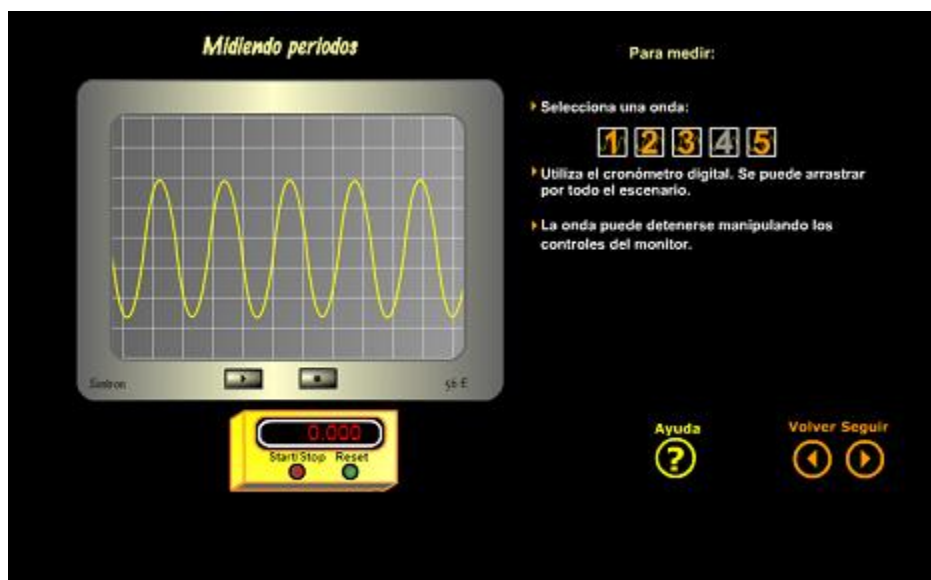 Midiendo periodos
Para medir:
Selecciona una onda:
1 2 3 4 5
Utiliza el cronómetro digital. Se puede arrastrar
por todo el escenario.
La onda puede detenerse manipulando los
controles del monitor.
56 E
0.000
Start/Stop Reset
Ayuda
?
Volver Seguir